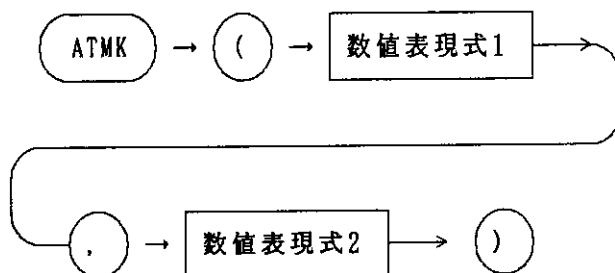 ATMK → ( → 数値表現式1
, → 数値表現式2 → )